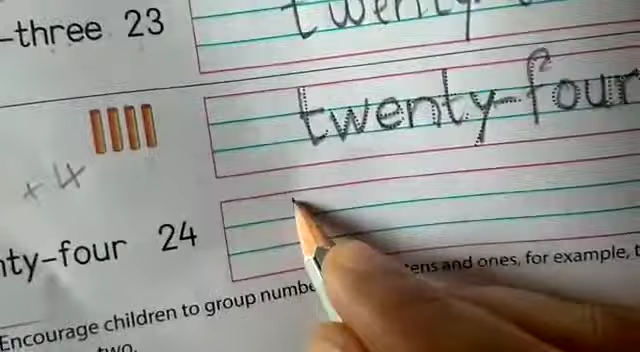 -three 23
twenty
twenty-four
+ 4
nty-four 24
tens and ones, for example, t
Encourage children to group numbe
two.